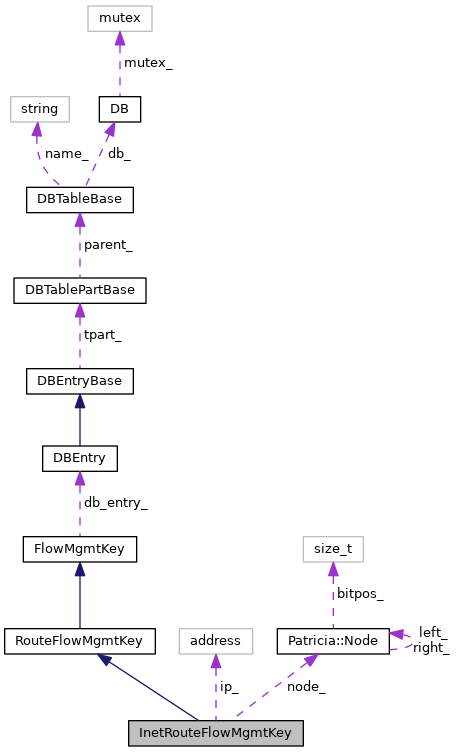 mutex
mutex_
string
DB
name_
db_
DBTableBase
parent_
DBTablePartBase
tpart_
DBEntryBase
DBEntry
db_entry_
FlowMgmtKey
size_t
bitpos_
RouteFlowMgmtKey
address
Patricia::Node
left_
right_
ip_
node_
InetRouteFlowMgmtKey